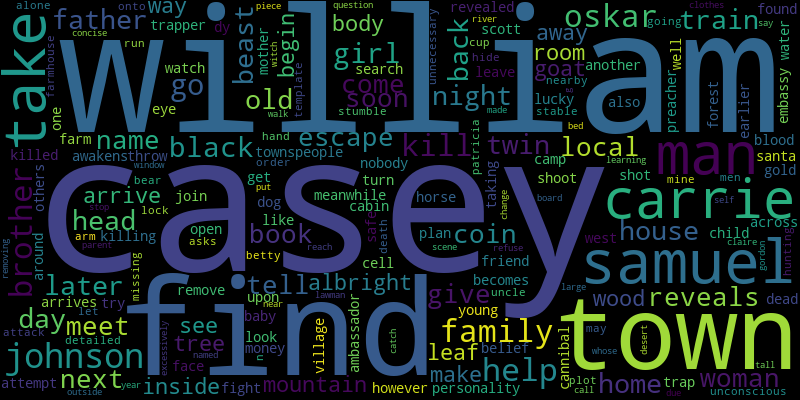 william
casey
find
town
man
carrie
samuel
take
johnson
family
help
house
girl
kill
local
black
escape
night
oskar
father
train
old
brother
twin
coin
head
day
meet
next
later
arrive
name
go
way
beast
begin
body
back
away
room
goat
come
soon
book
tell
albright
give
see
tree
inside
mountain
home
woman
wood
reveals
leaf
make
personality
however
village
ambassador
young
becomes
friend
cabin
meanwhile
townspeople
nobody
trapper
watch
eye
farm
awakens
throw
killed
others
around
missing
killing
join
open
remove
arrives
try
detailed
attempt
face
fight
money
look
baby
upon
cell
asks
lock
arm
bear
dog
like
get
order
hand
turn
plan
horse
safe
death
shot
shoot
camp
taking
stable
lucky
nearby
another
search
stumble
cup
leave
run
onto
revealed
scott
dy
mother
piece
witch
template
concise
alone
farmhouse
one
walk
unnecessary
river
hide
made
question
going
say
clothes
also
forest
earlier
preacher
well
embassy
water
found
blood
santa
gold
mine
men
learning
bed
patricia
self
board
change
child
across
west
uncle
reach
scene
refuse
claire
gordon
hunting
dead
may
desert
whose
tall
cannibal
large
plot
call
trap
due
unconscious
catch
lawman
hear
named
betty
put
window
stop
parent
removing
let
outside
year
excessively
so
n